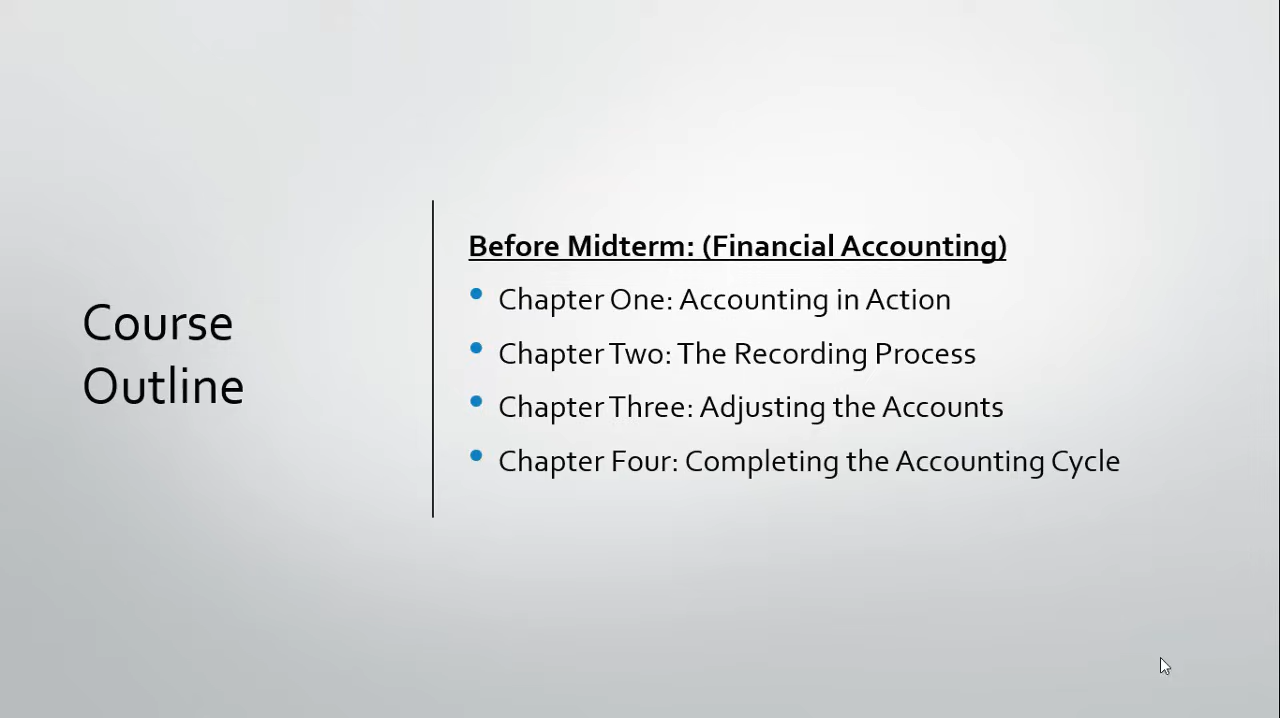 Course
Outline
Before Midterm: (Financial Accounting)
Chapter One: Accounting in Action
Chapter Two: The Recording Process
Chapter Three: Adjusting the Accounts
Chapter Four: Completing the Accounting Cycle